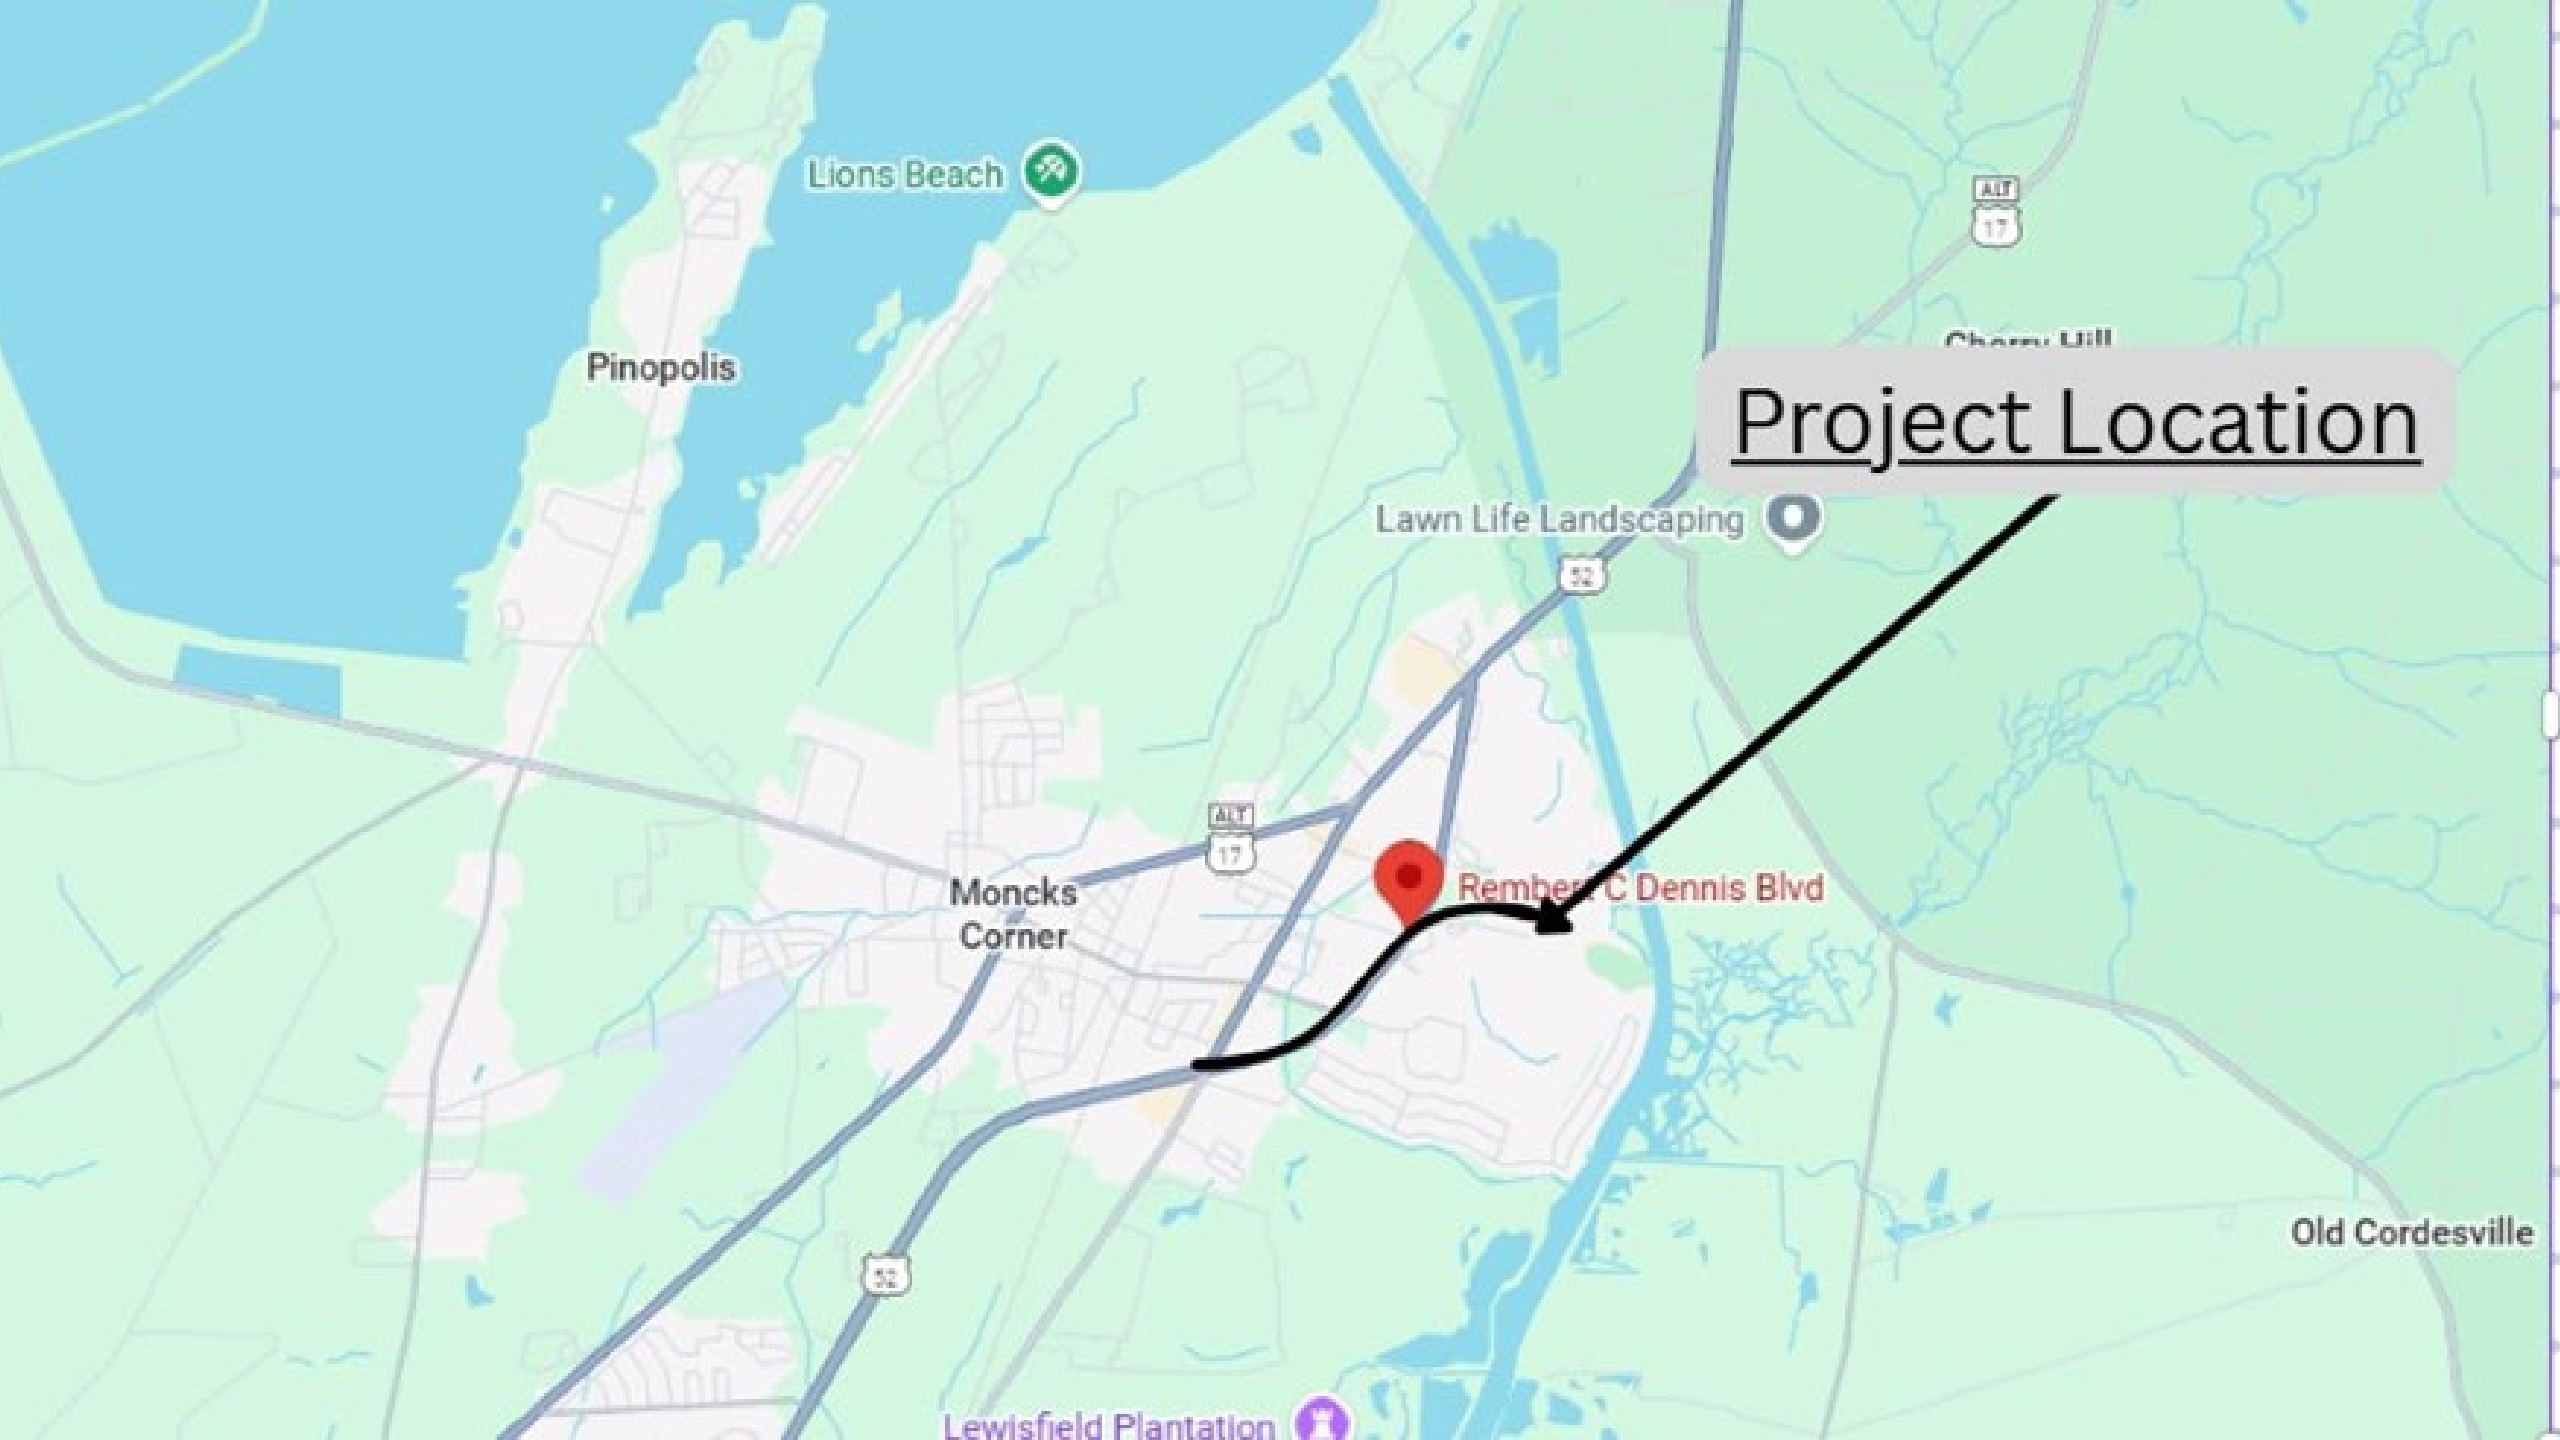 Lions Beach
ALT
17
Cherry Hill
Pinopolis
Project Location
Lawn Life Landscaping
52
ALT
17
Rembert C Dennis Blvd
Moncks
Corner
Old Cordesville
52
Lewisfield Plantation